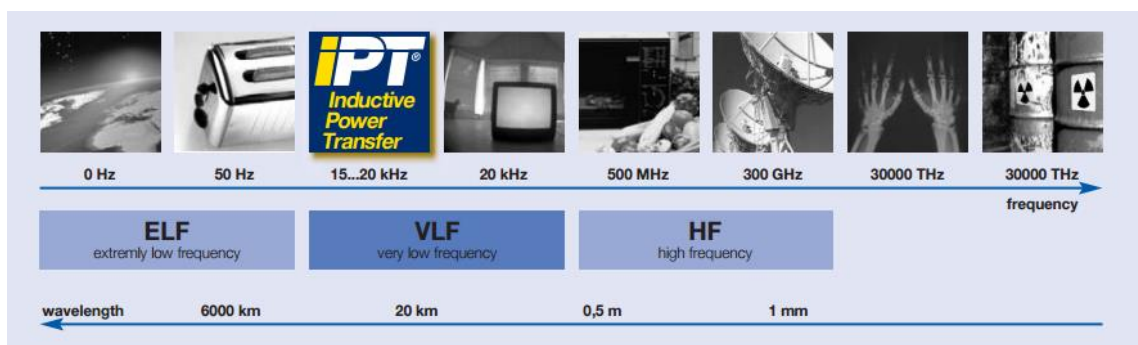 iPT®
Inductive
Power
Transfer
0 Hz 50 Hz 15...20 kHz 20 kHz 500 MHz 300 GHz 30000 THz 30000 THz
frequency
ELF VLF HF
extremly low frequency very low frequency high frequency
wavelength 6000 km 20 km 0,5 m 1 mm